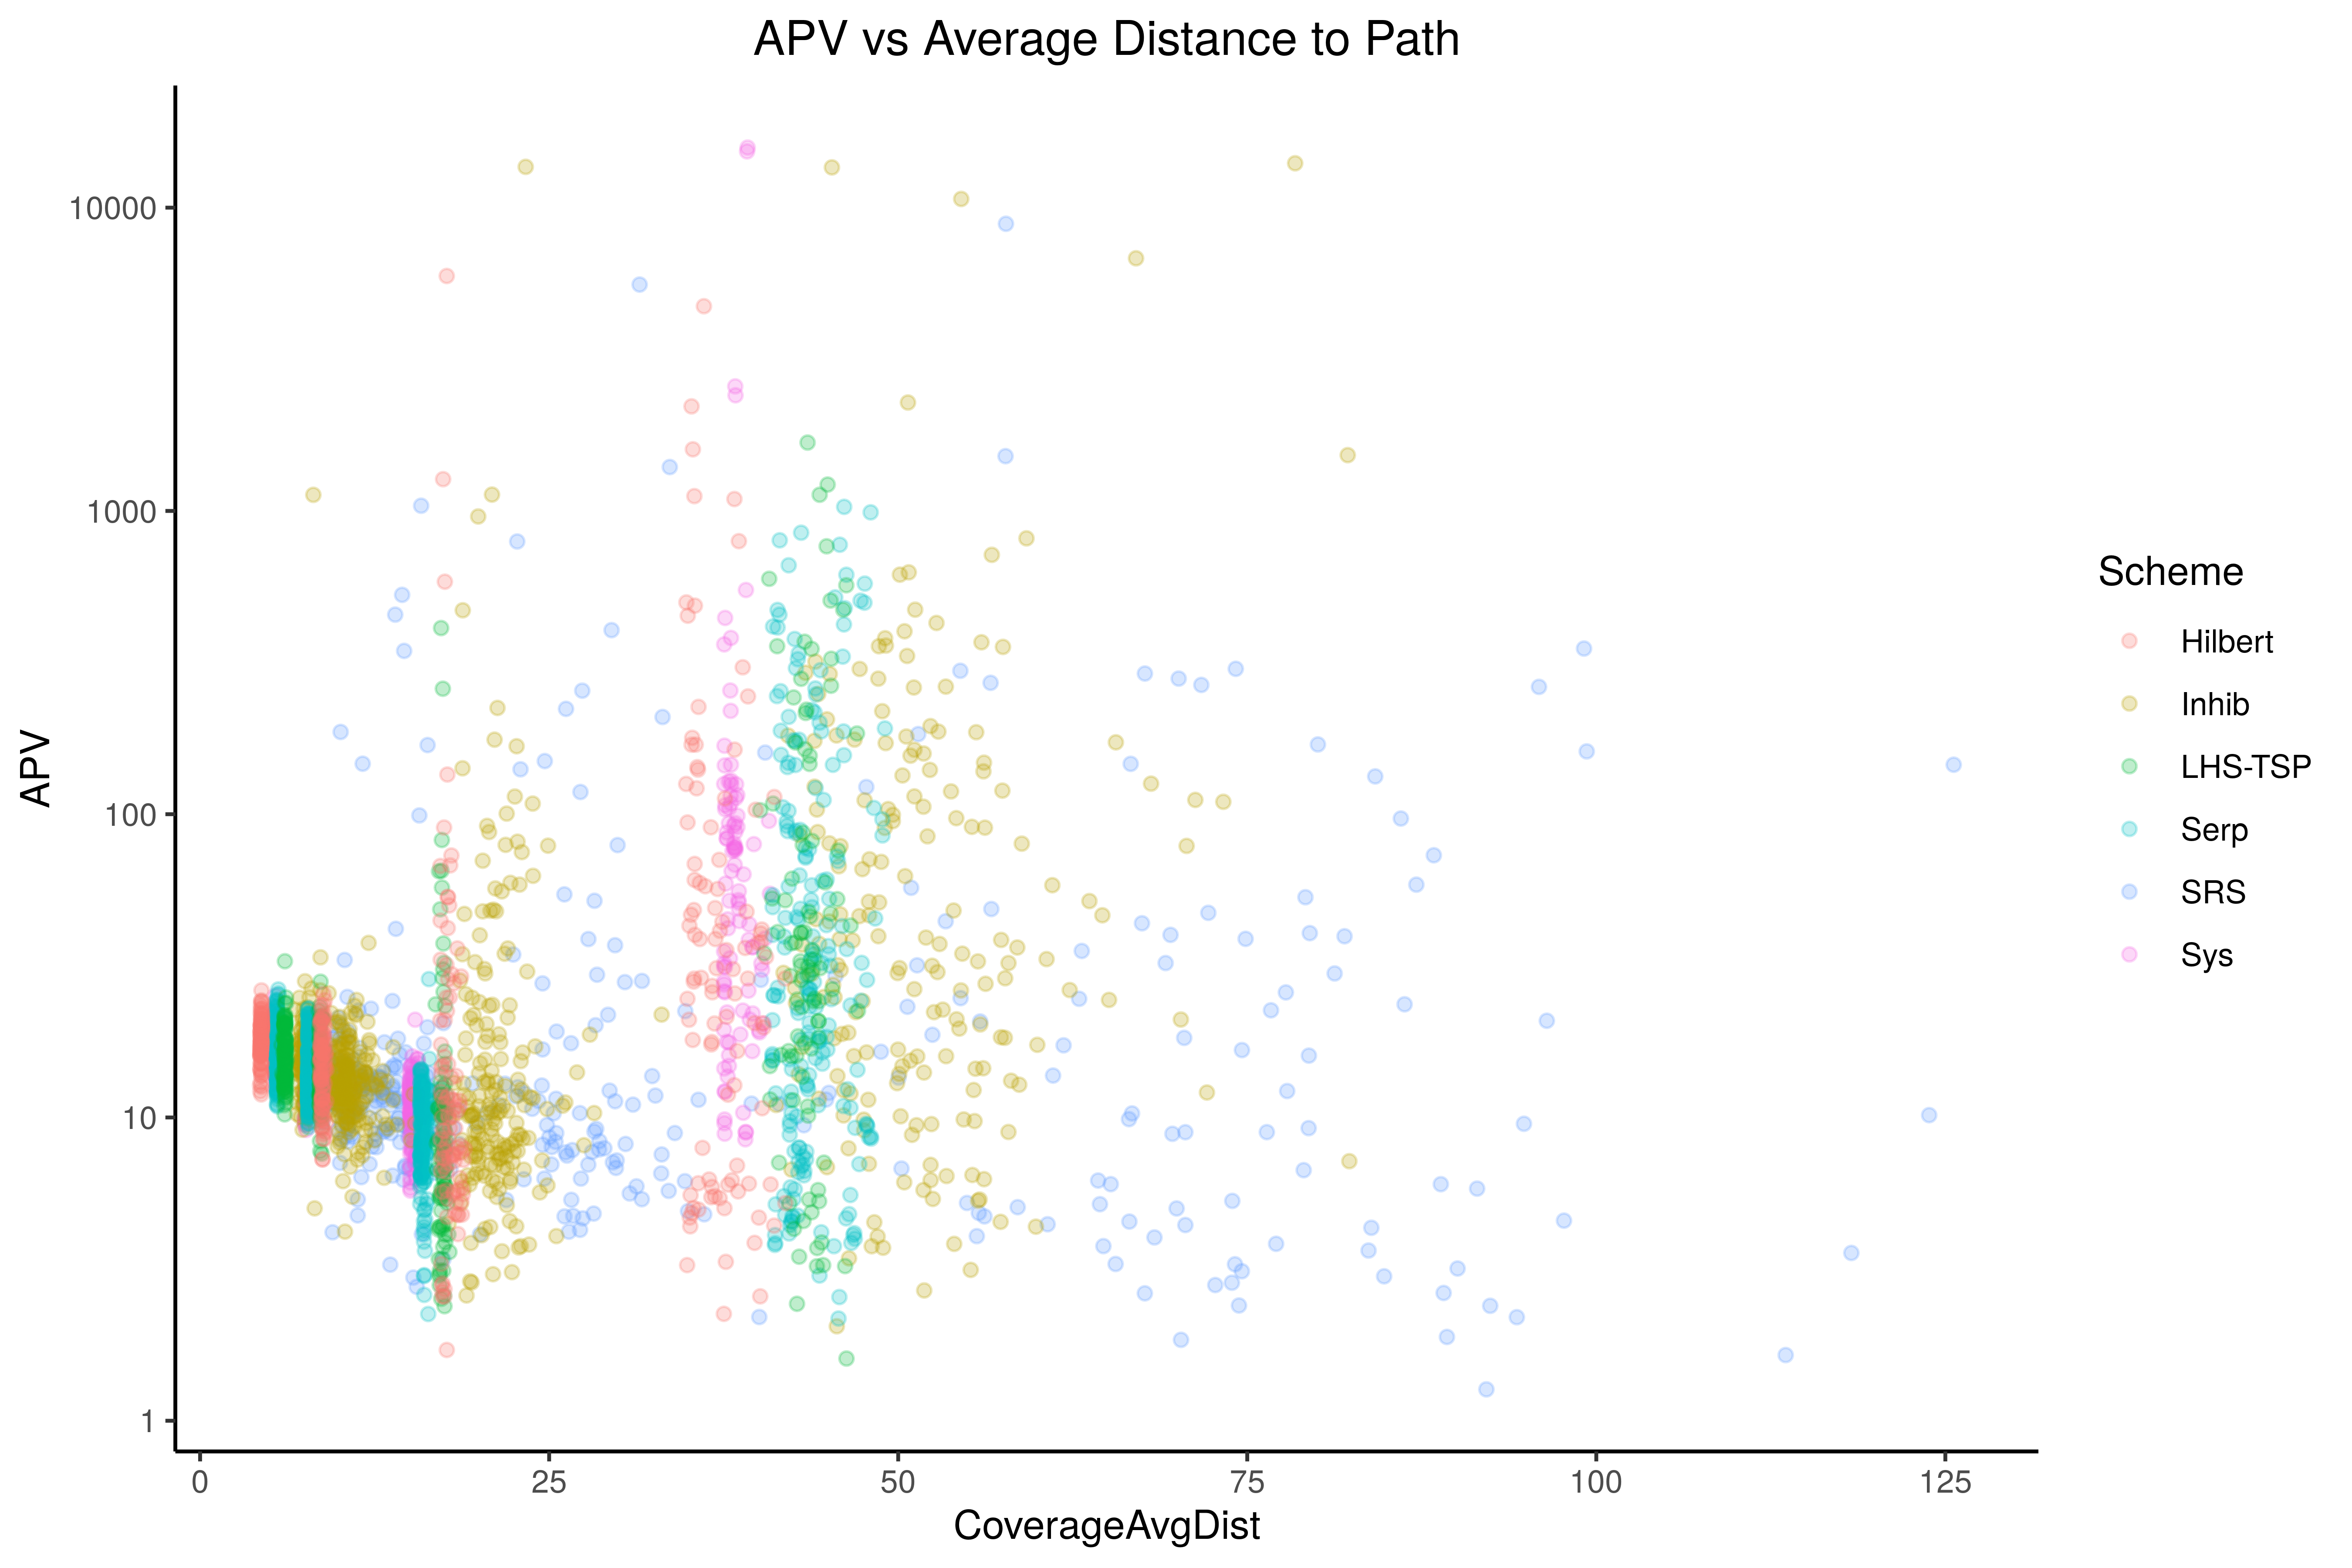 APV vs Average Distance to Path
APV
10000
1000
100
10
1
0
25
50
75
100
125
CoverageAvgDist
Scheme
Hilbert
Inhib
LHS-TSP
Serp
SRS
Sys